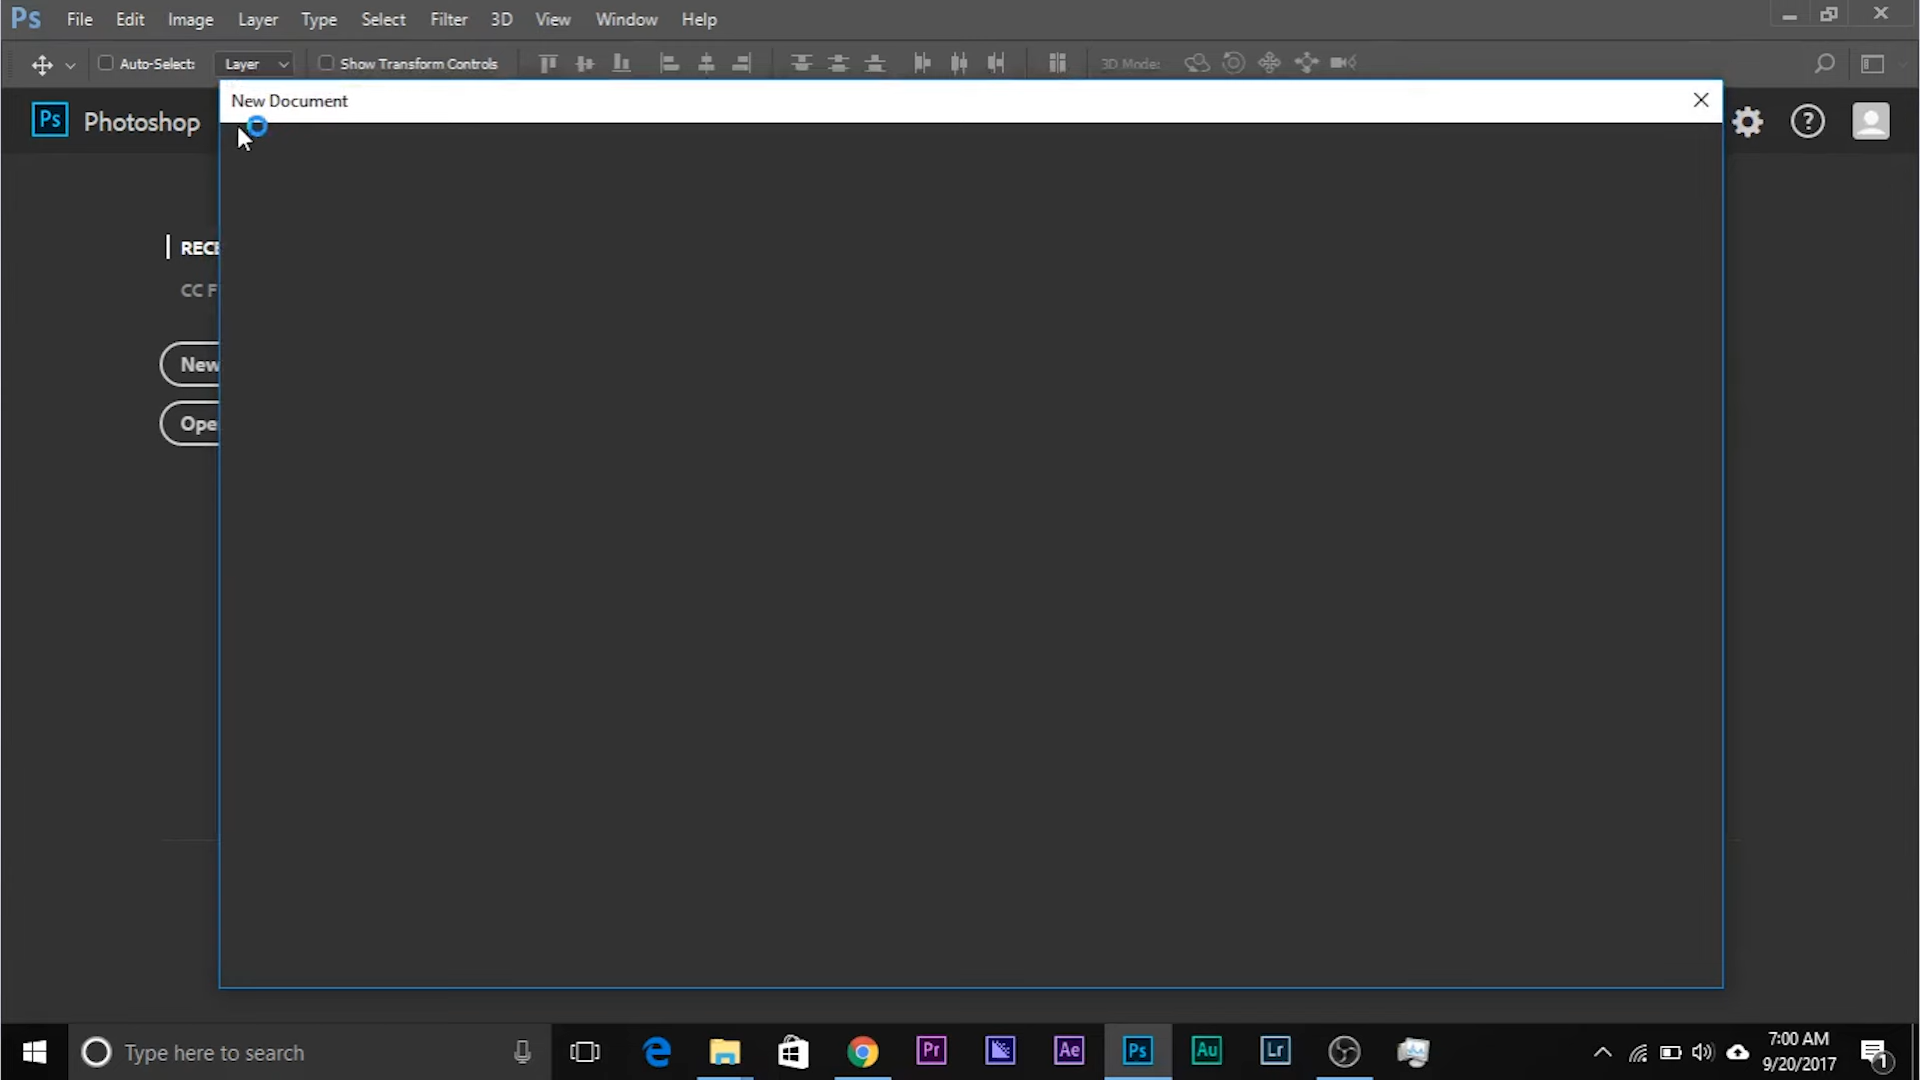 Ps File Edit Image Layer Type Select Filter 3D View Window Help
Auto-Select: Layer Show Transform Controls 3D Mode:
New Document
Ps Photoshop
RECE
CC F
New
Ope
Type here to search
Pr Ae Ps Au Lr
7:00 AM
9/20/2017
1